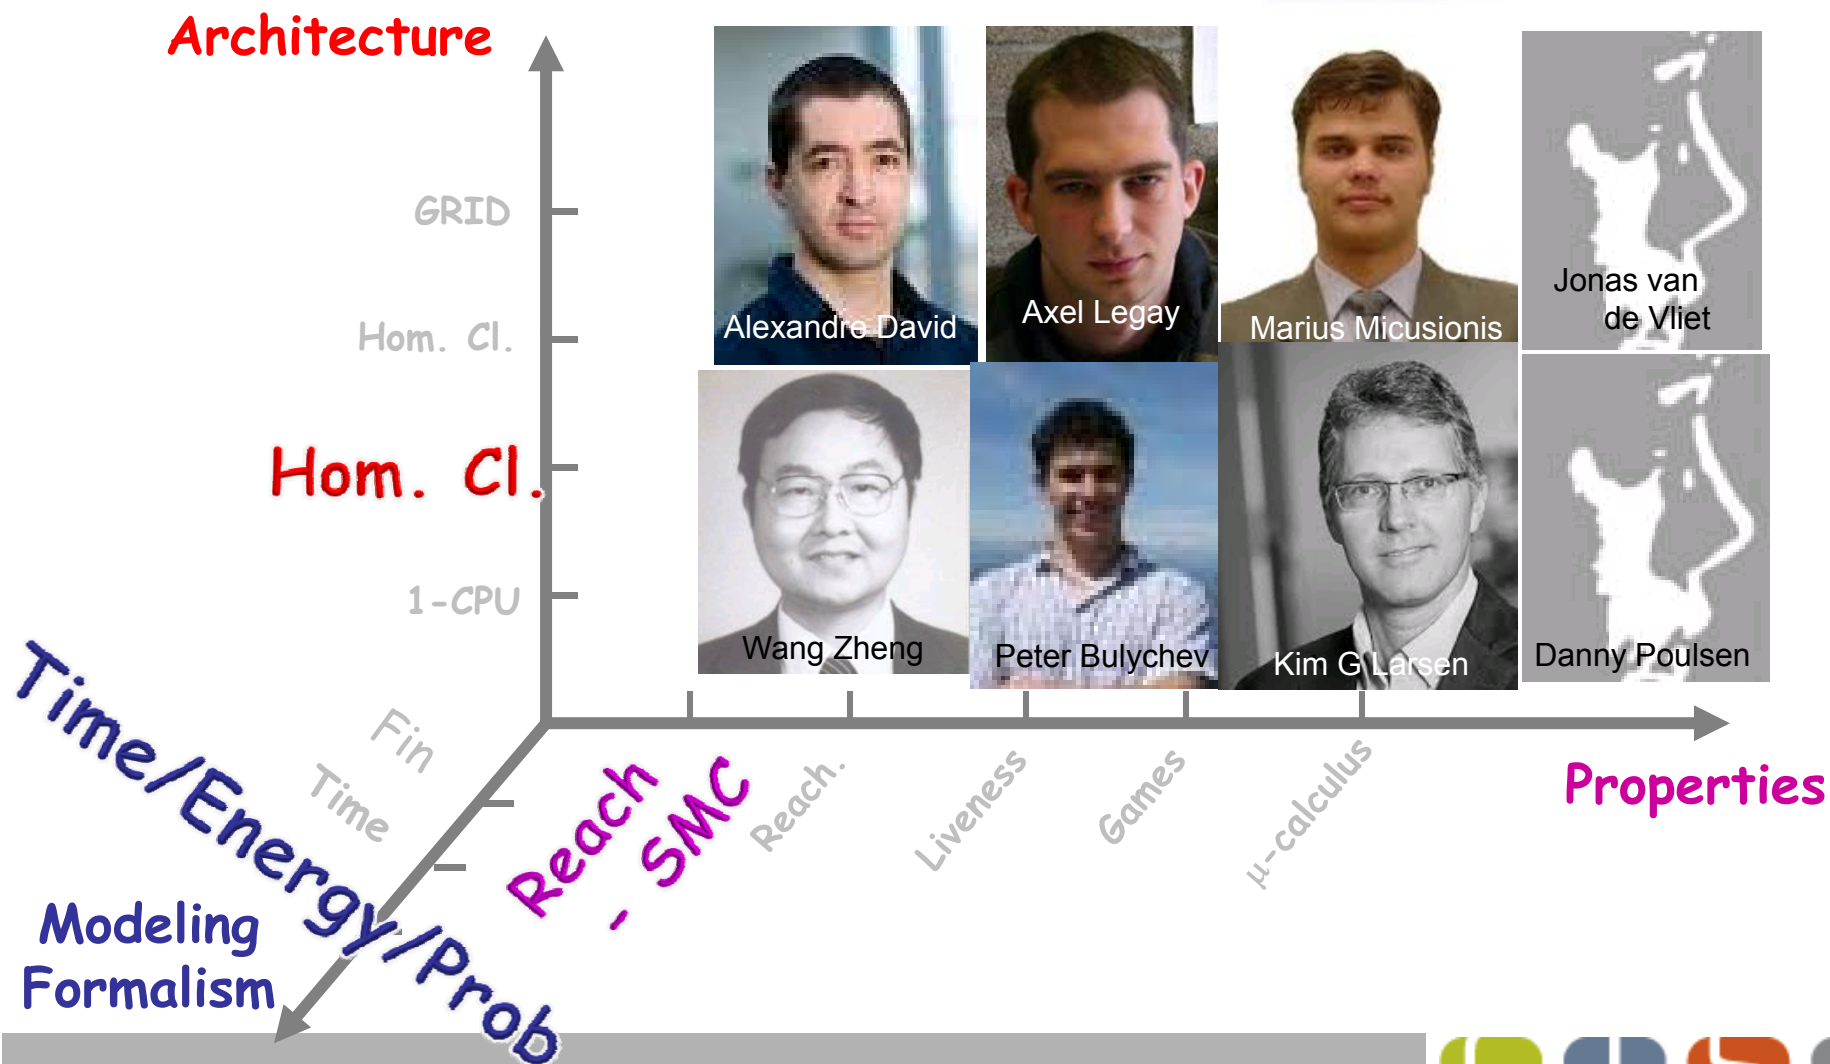 Architecture
GRID
Hom. Cl.
Hom. Cl.
1-CPU
Alexandre David
Axel Legay
Marius Micusionis
Jonas van
de Vliet
Wang Zheng
Peter Bulychev
Kim G Larsen
Danny Poulsen
Fin
Time
Time/Energy/Prob
Modeling
Formalism
Reach
- SMC
Reach.
Liveness
Games
μ-calculus
Properties